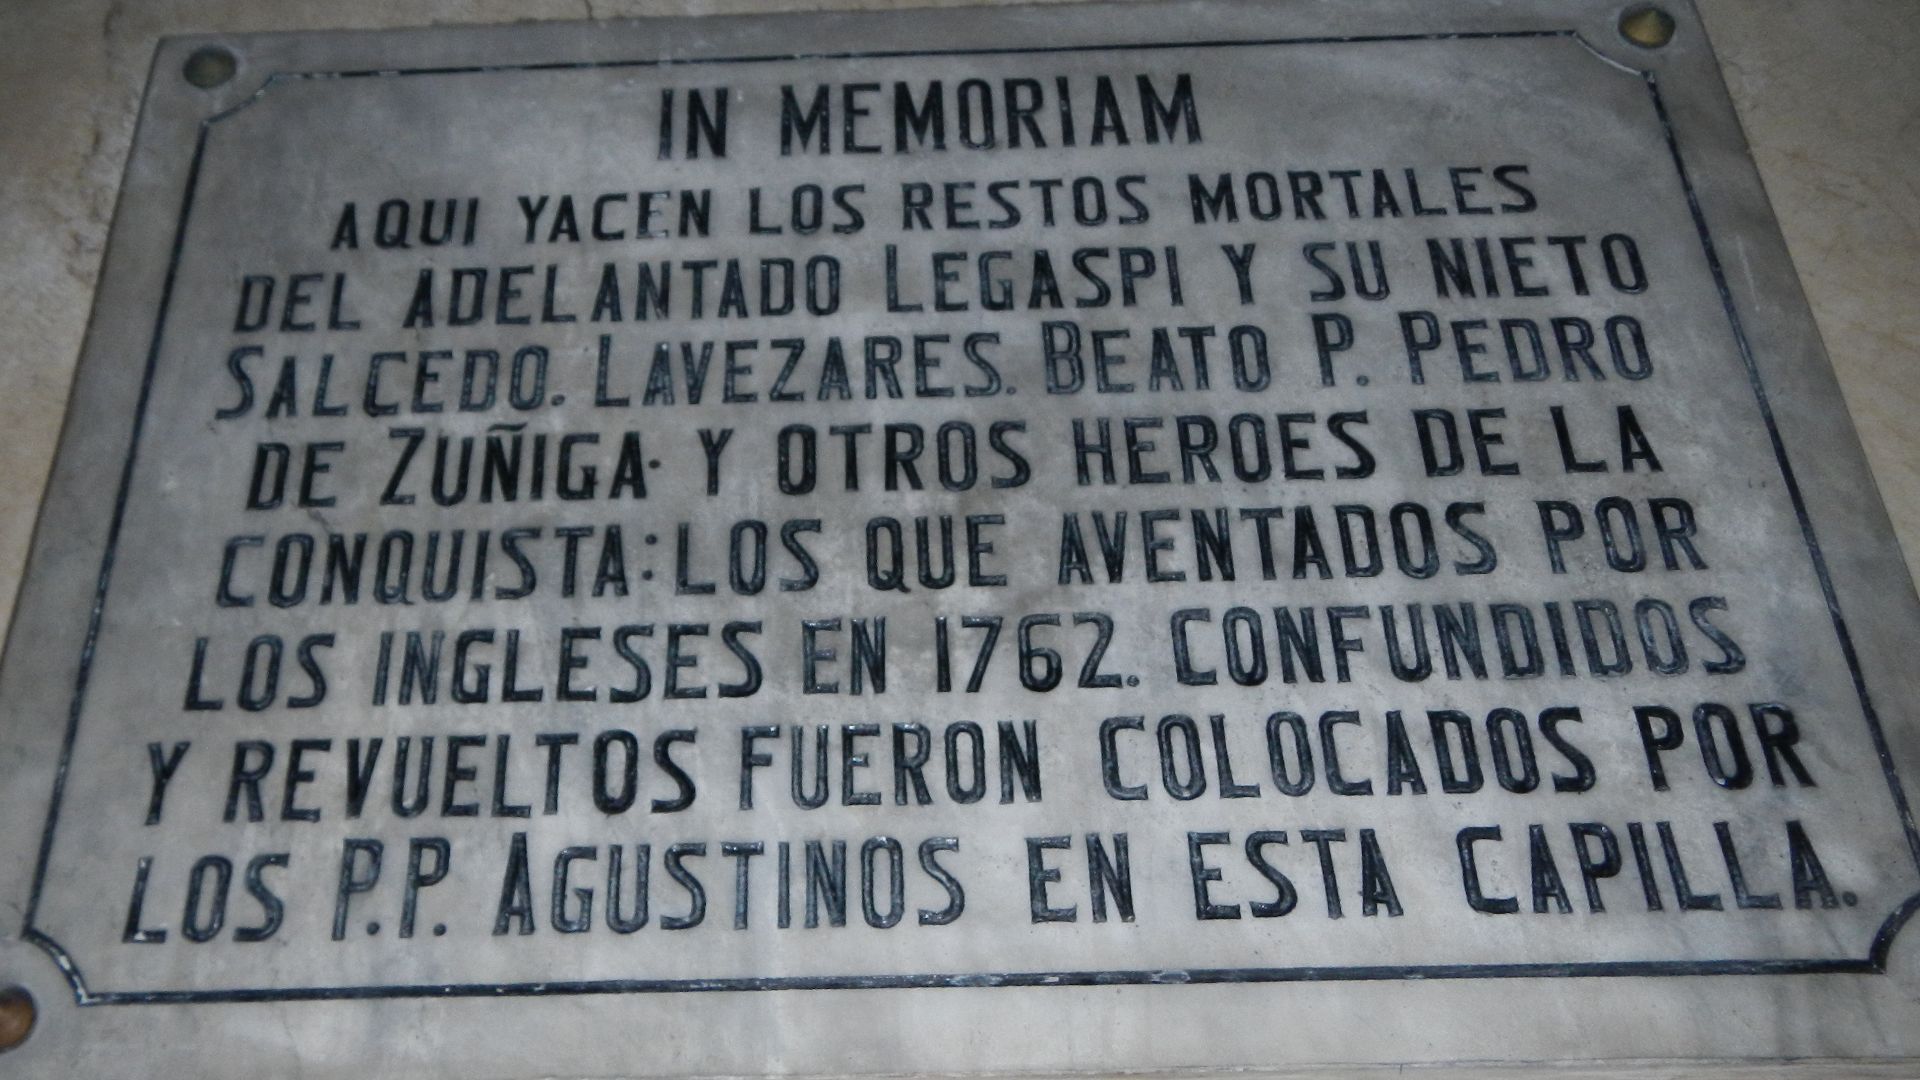 IN MEMORIAM
AQUI YACEN LOS RESTOS MORTALES
DEL ADELANTADO LEGASPI Y SU NIETO
SALCEDO. LAVEZARES. BEATO P. PEDRO
DE ZUÑIGA. Y OTROS HEROES DE LA
CONQUISTA: LOS QUE AVENTADOS POR
LOS INGLESES EN 1762. CONFUNDIDOS
Y REVUELTOS FUERON COLOCADOS POR
LOS P.P. AGUSTINOS EN ESTA CAPILLA.